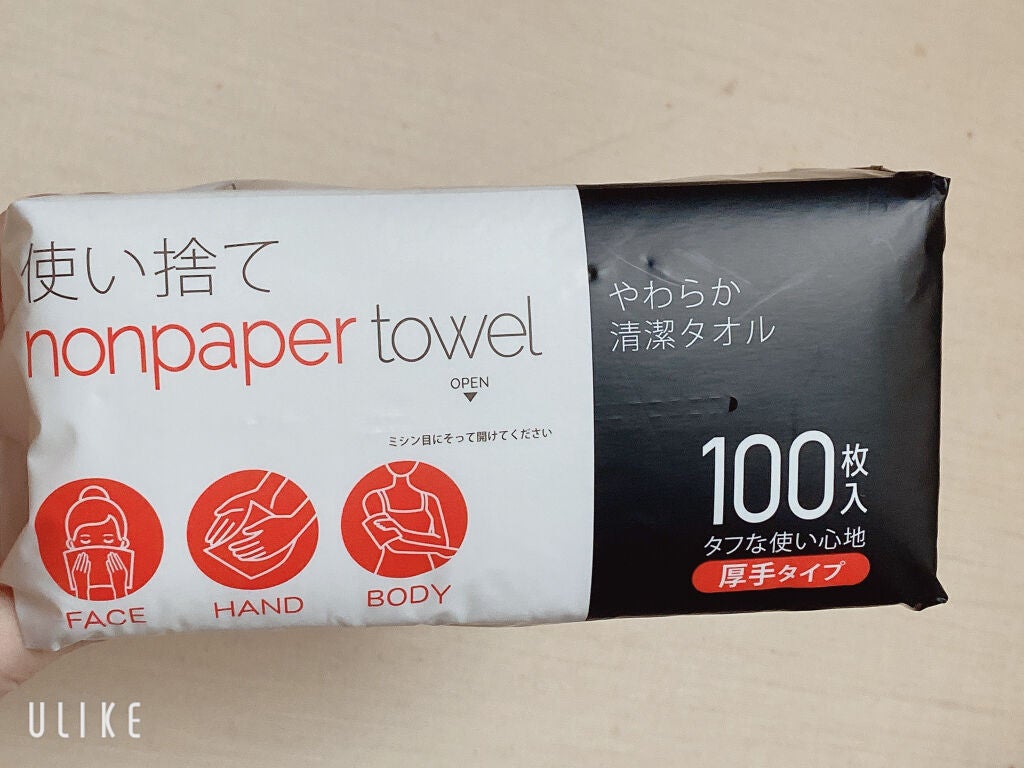 使い捨て
nonpaper towel
OPEN
ミシン目にそって開けてください
FACE
HAND
BODY
やわらか
清潔タオル
100枚入
タフな使い心地
厚手タイプ
ULIKE